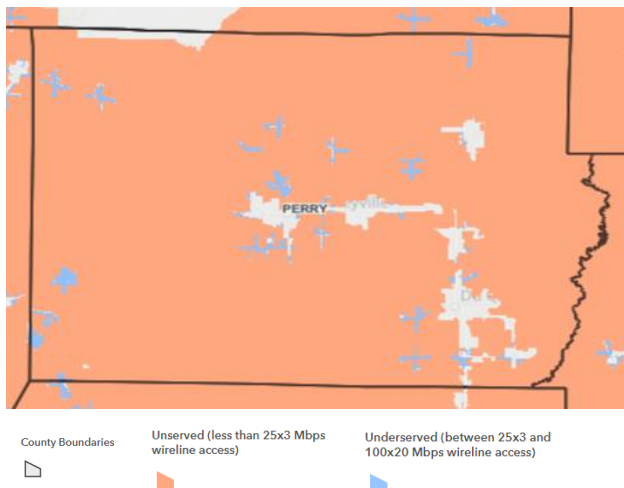 PERRY
County Boundaries
Unserved (less than 25x3 Mbps
wireline access)
Underserved (between 25x3 and
100x20 Mbps wireline access)